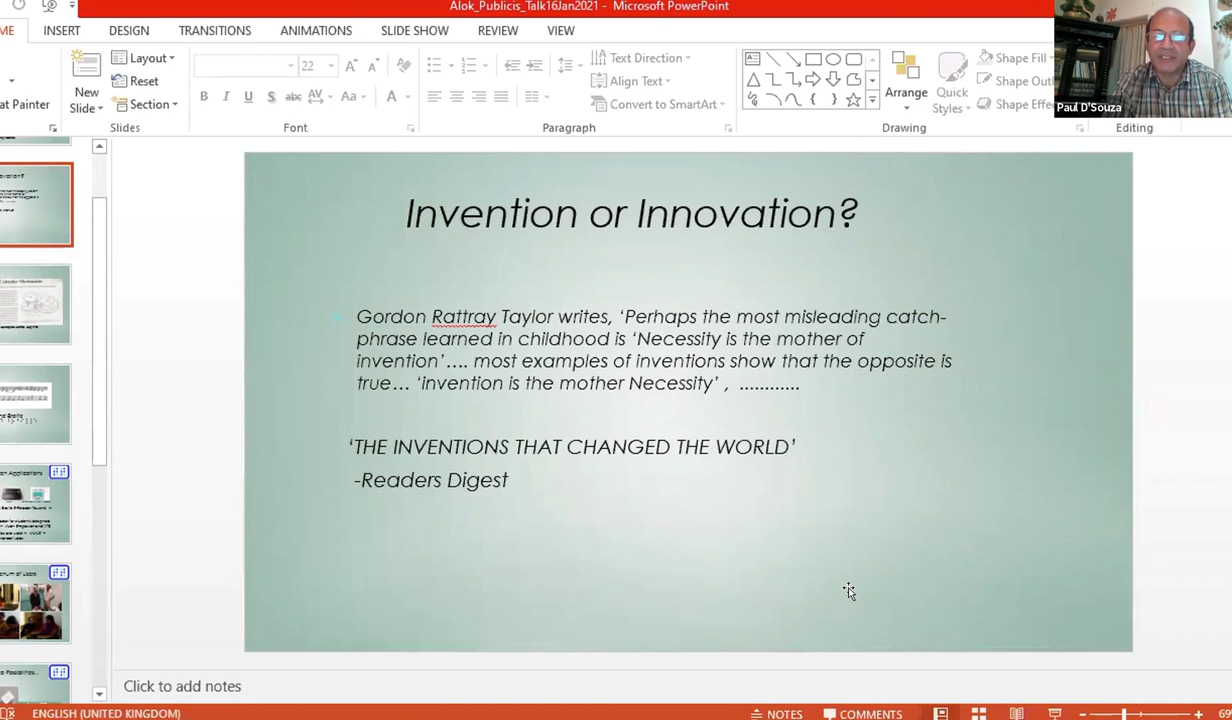 Alok_Publicis_Talk16Jan2021 - Microsoft PowerPoint
INSERT DESIGN TRANSITIONS ANIMATIONS SLIDE SHOW REVIEW VIEW
Layout
Reset
New Slide
Section
Slides
22
B I U S abc AV Aa A
Font
Text Direction
Align Text
Convert to SmartArt
Paragraph
Arrange
Quick Styles
Shape Fill
Drawing
Editing
Paul D'Souza
Invention or Innovation?
Gordon Rattray Taylor writes, ‘Perhaps the most misleading catch-
phrase learned in childhood is ‘Necessity is the mother of
invention’…. most examples of inventions show that the opposite is
true… ‘invention is the mother Necessity’ , ............
‘THE INVENTIONS THAT CHANGED THE WORLD’
-Readers Digest
Click to add notes
ENGLISH (UNITED KINGDOM)
NOTES COMMENTS